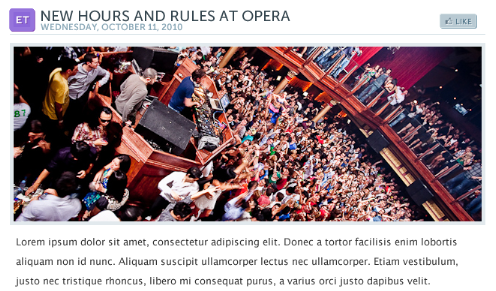 ET
NEW HOURS AND RULES AT OPERA
WEDNESDAY, OCTOBER 11, 2010
LIKE
Lorem ipsum dolor sit amet, consectetur adipiscing elit. Donec a tortor facilisis enim lobortis
aliquam non id nunc. Aliquam suscipit ullamcorper lectus nec ullamcorper. Etiam vestibulum,
justo nec tristique rhoncus, libero mi consequat purus, a varius orci justo dapibus velit.